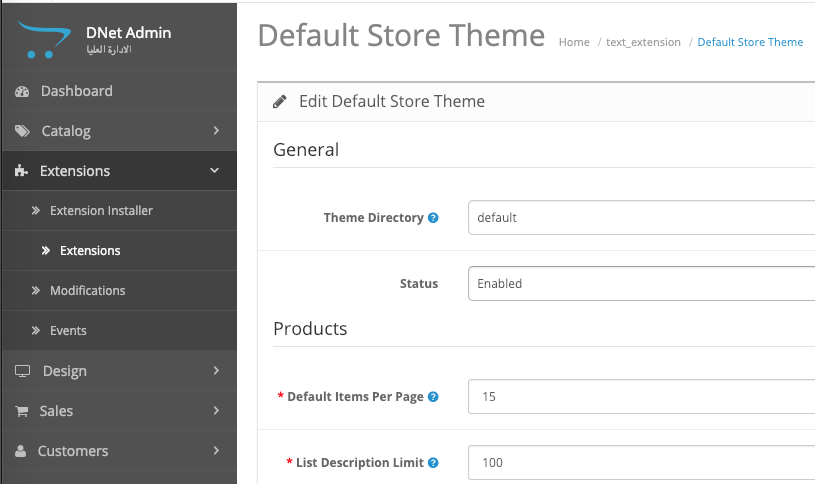 DNet Admin
الادارة العليا
Dashboard
Catalog
Extensions
Extension Installer
Extensions
Modifications
Events
Design
Sales
Customers
Default Store Theme
Home / text_extension / Default Store Theme
Edit Default Store Theme
General
Theme Directory ?
default
Status
Enabled
Products
* Default Items Per Page ?
15
* List Description Limit ?
100